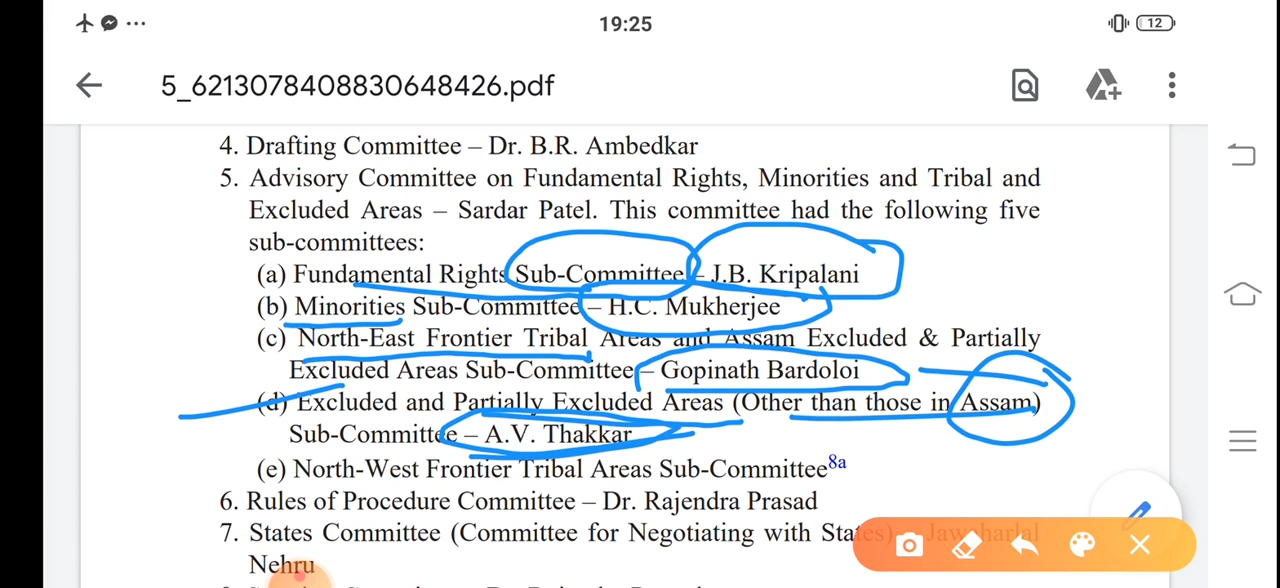 19:25
12
5_6213078408830648426.pdf
4. Drafting Committee – Dr. B.R. Ambedkar
5. Advisory Committee on Fundamental Rights, Minorities and Tribal and
Excluded Areas – Sardar Patel. This committee had the following five
sub-committees:
(a) Fundamental Rights Sub-Committee – J.B. Kripalani
(b) Minorities Sub-Committee – H.C. Mukherjee
(c) North-East Frontier Tribal Areas and Assam Excluded & Partially
Excluded Areas Sub-Committee – Gopinath Bardoloi
(d) Excluded and Partially Excluded Areas (Other than those in Assam)
Sub-Committee – A.V. Thakkar
(e) North-West Frontier Tribal Areas Sub-Committee8a
6. Rules of Procedure Committee – Dr. Rajendra Prasad
7. States Committee (Committee for Negotiating with States) – Jawaharlal
Nehru